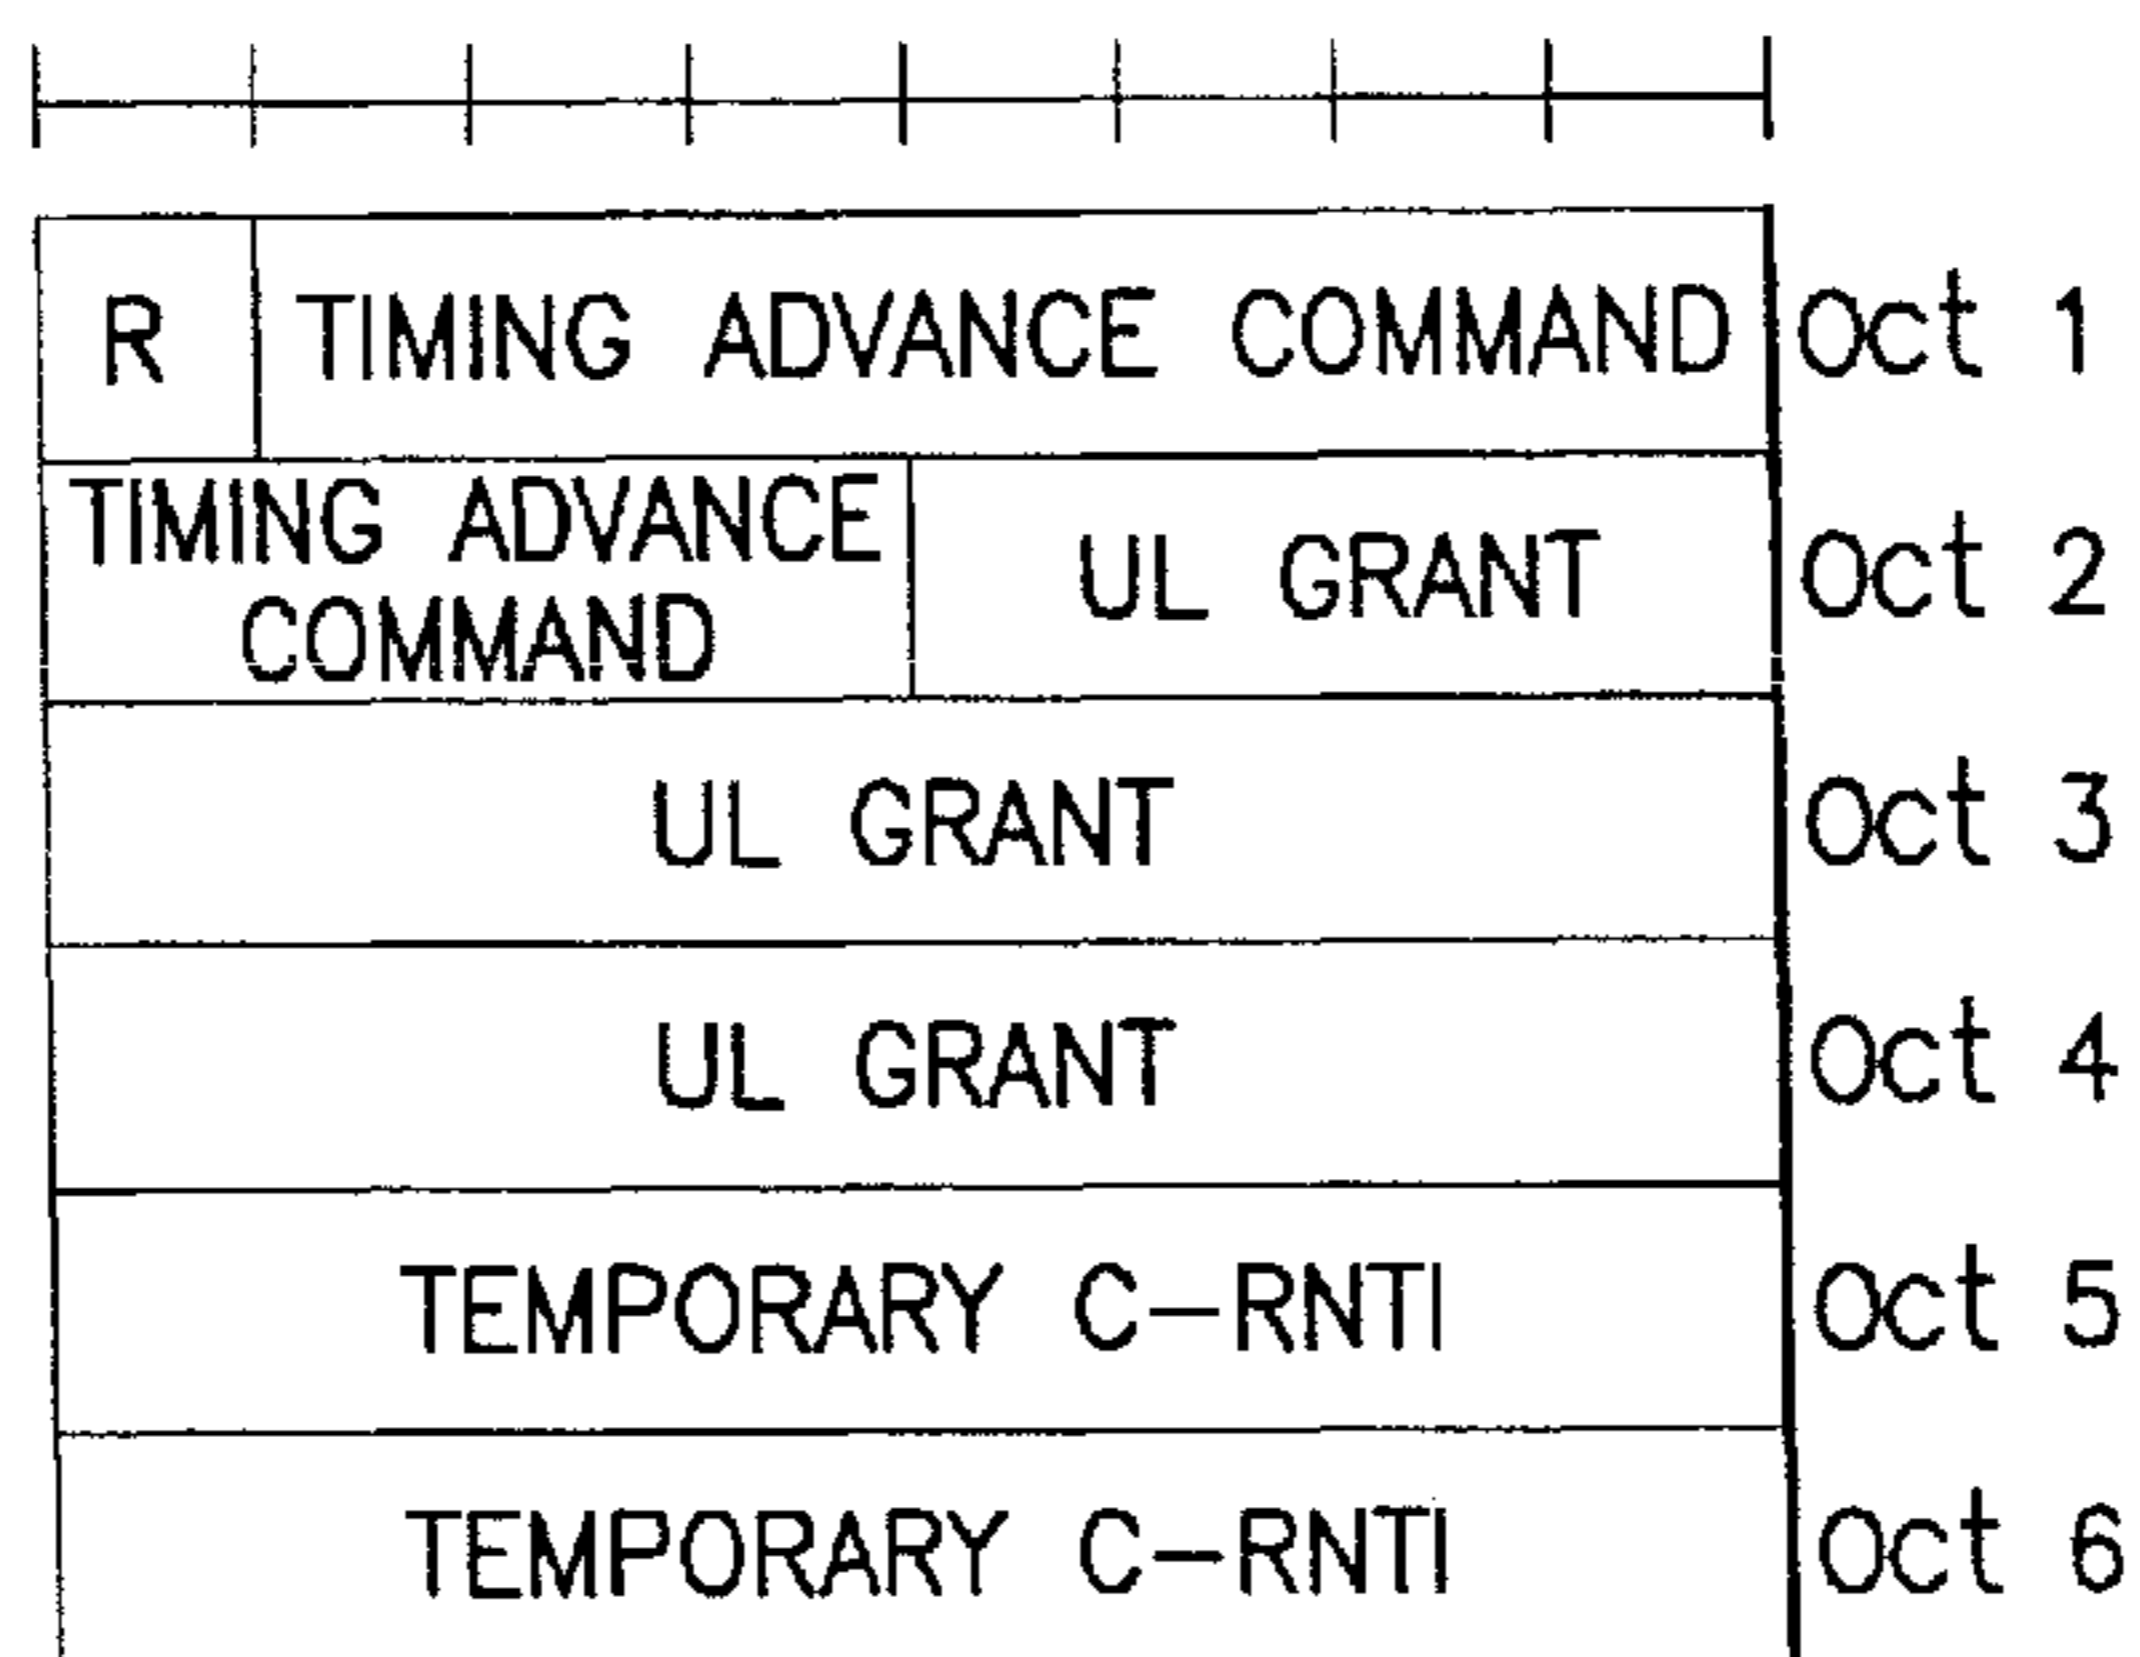 R TIMING ADVANCE COMMAND Oct 1
TIMING ADVANCE
COMMAND
UL GRANT Oct 2
UL GRANT Oct 3
UL GRANT Oct 4
TEMPORARY C-RNTI Oct 5
TEMPORARY C-RNTI Oct 6